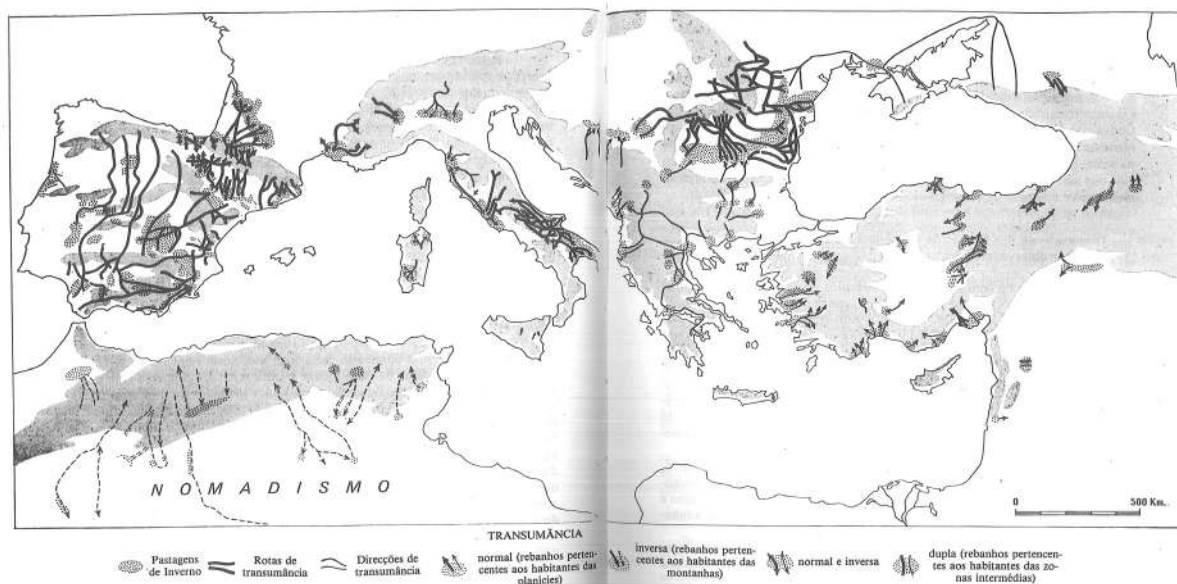 NOMADISMO
0 500 Km.
TRANSUMÂNCIA
Pastagens
de Inverno
Rotas de
transumância
Direcções de
transumância
normal (rebanhos perten-
centes aos habitantes das
planícies)
inversa (rebanhos perten-
centes aos habitantes das
montanhas)
normal e inversa
dupla (rebanhos pertencen-
tes aos habitantes das zo-
nas intermédias)